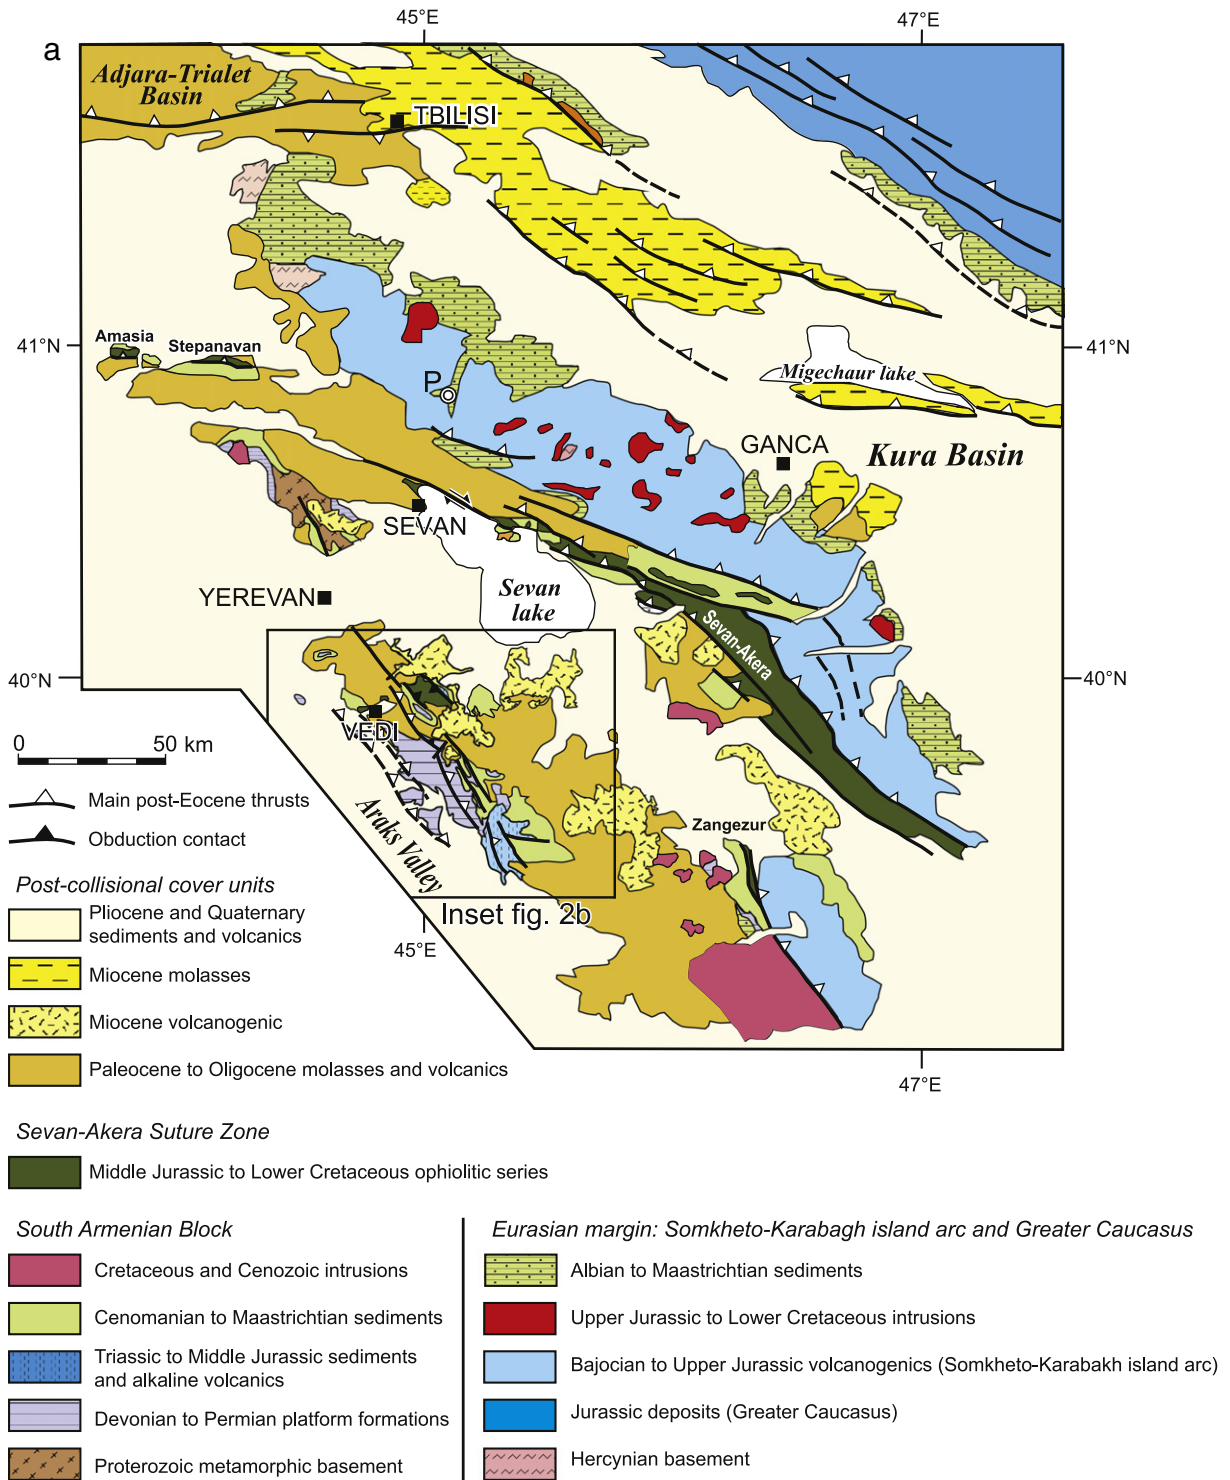 a
45°E
47°E
Adjara-Trialet
Basin
TBILISI
41°N
Amasia
Stepanavan
P
Migechaur lake
41°N
GANCA
Kura Basin
SEVAN
YEREVAN
Sevan
lake
Sevan-Akera
40°N
40°N
VEDI
0 50 km
Main post-Eocene thrusts
Obduction contact
Araks Valley
Zangezur
Inset fig. 2b
45°E
47°E
Post-collisional cover units
Pliocene and Quaternary
sediments and volcanics
Miocene molasses
Miocene volcanogenic
Paleocene to Oligocene molasses and volcanics
Sevan-Akera Suture Zone
Middle Jurassic to Lower Cretaceous ophiolitic series
South Armenian Block
Cretaceous and Cenozoic intrusions
Cenomanian to Maastrichtian sediments
Triassic to Middle Jurassic sediments
and alkaline volcanics
Devonian to Permian platform formations
Proterozoic metamorphic basement
Eurasian margin: Somkheto-Karabagh island arc and Greater Caucasus
Albian to Maastrichtian sediments
Upper Jurassic to Lower Cretaceous intrusions
Bajocian to Upper Jurassic volcanogenics (Somkheto-Karabakh island arc)
Jurassic deposits (Greater Caucasus)
Hercynian basement